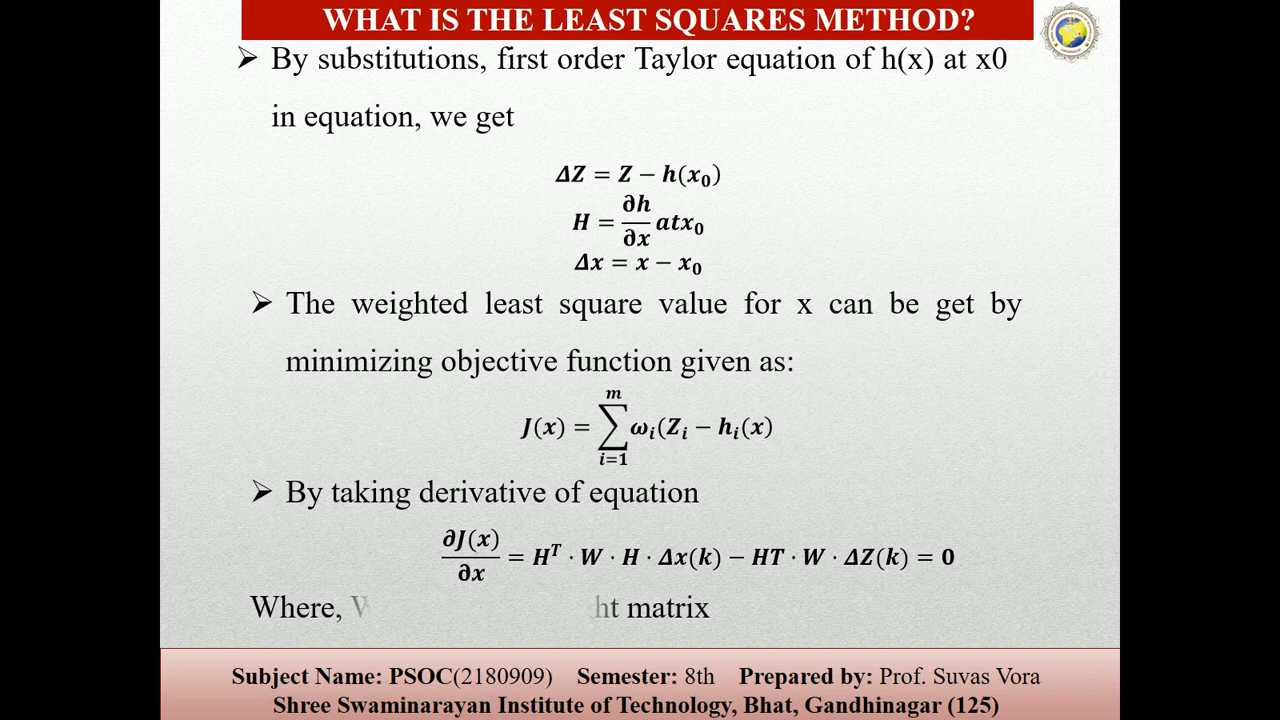 WHAT IS THE LEAST SQUARES METHOD?
➢ By substitutions, first order Taylor equation of h(x) at x0
in equation, we get
ΔZ = Z − h(x₀)
H = ∂h/∂x atx₀
Δx = x − x₀
➢ The weighted least square value for x can be get by
minimizing objective function given as:
J(x) = ∑ᵢ₌₁ᵐ ωᵢ(Zᵢ − hᵢ(x)
➢ By taking derivative of equation
∂J(x)/∂x = Hᵀ · W · H · Δx(k) − HT · W · ΔZ(k) = 0
Where, W ht matrix
Subject Name: PSOC(2180909) Semester: 8th Prepared by: Prof. Suvas Vora
Shree Swaminarayan Institute of Technology, Bhat, Gandhinagar (125)